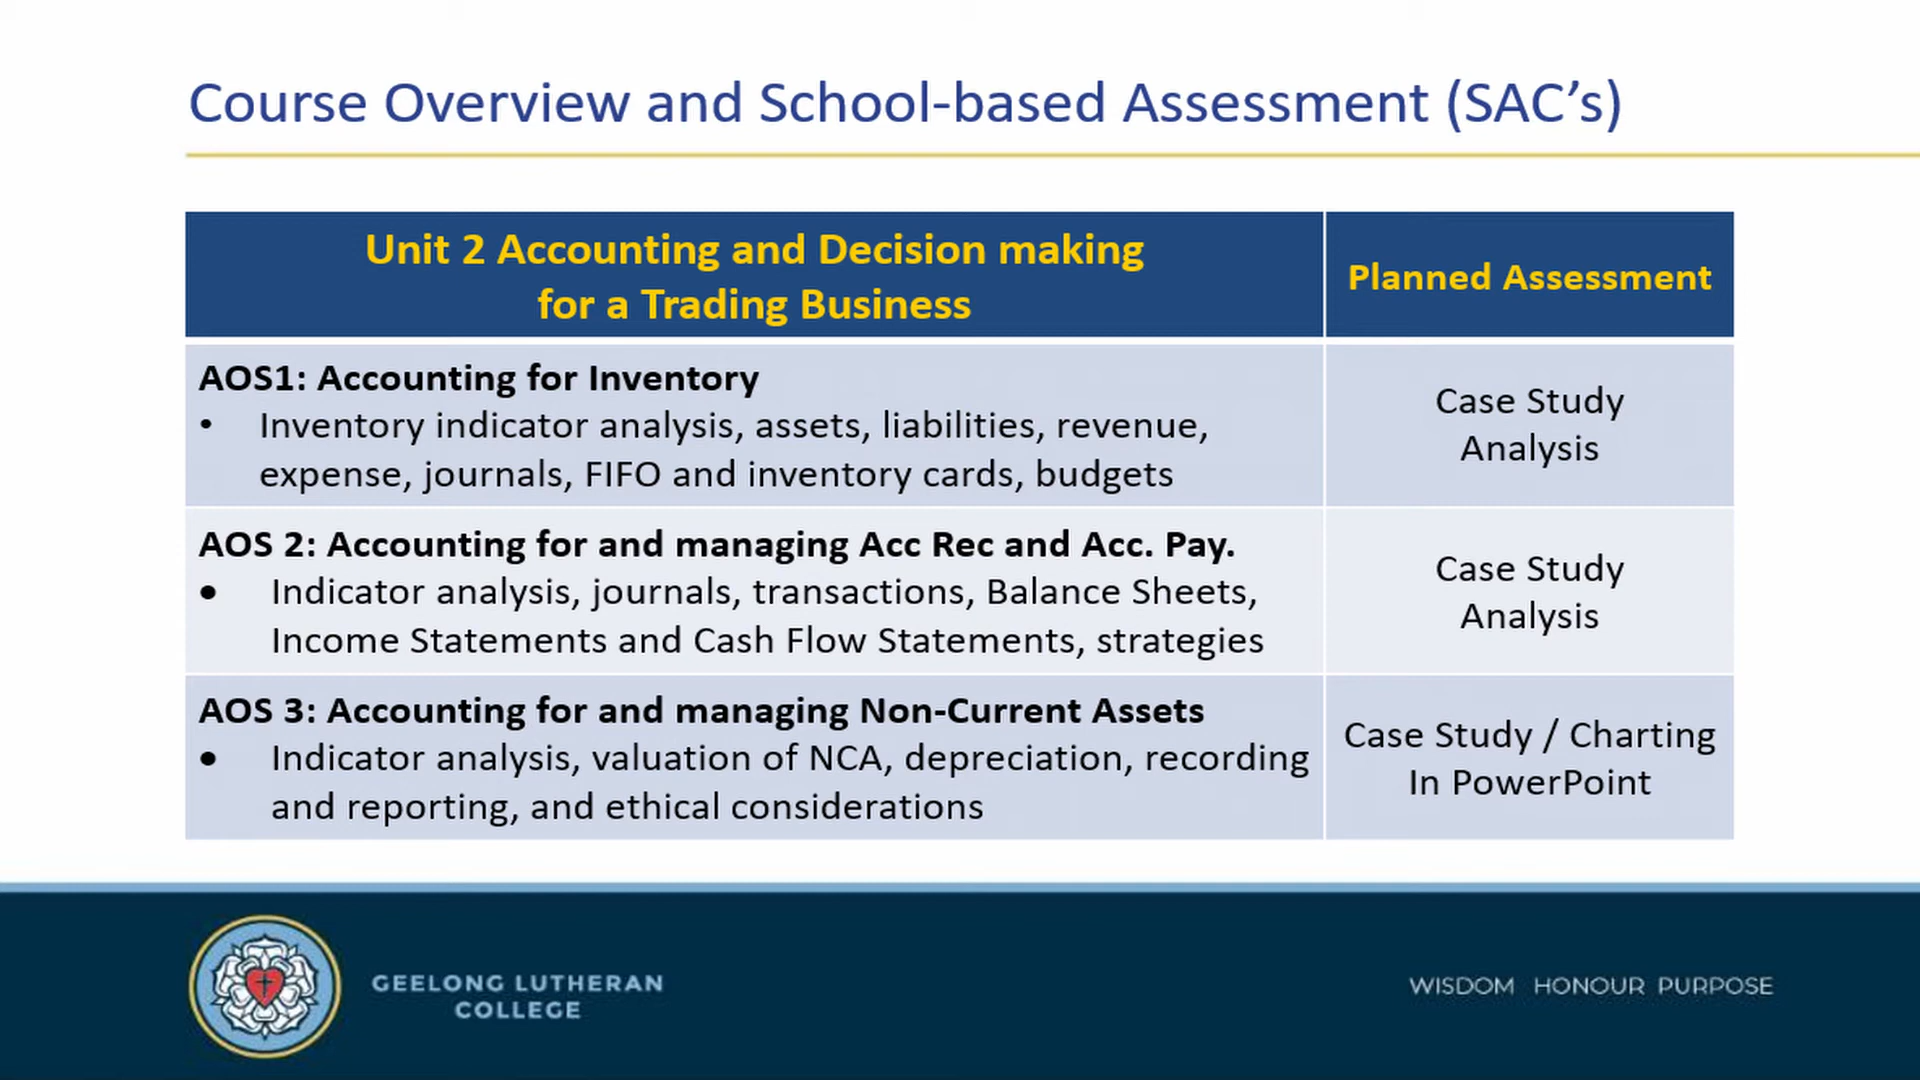 Course Overview and School-based Assessment (SAC’s)
Unit 2 Accounting and Decision making
for a Trading Business
Planned Assessment
AOS1: Accounting for Inventory
• Inventory indicator analysis, assets, liabilities, revenue,
expense, journals, FIFO and inventory cards, budgets
Case Study
Analysis
AOS 2: Accounting for and managing Acc Rec and Acc. Pay.
• Indicator analysis, journals, transactions, Balance Sheets,
Income Statements and Cash Flow Statements, strategies
Case Study
Analysis
AOS 3: Accounting for and managing Non-Current Assets
• Indicator analysis, valuation of NCA, depreciation, recording
and reporting, and ethical considerations
Case Study / Charting
In PowerPoint
GEELONG LUTHERAN
COLLEGE
WISDOM HONOUR PURPOSE